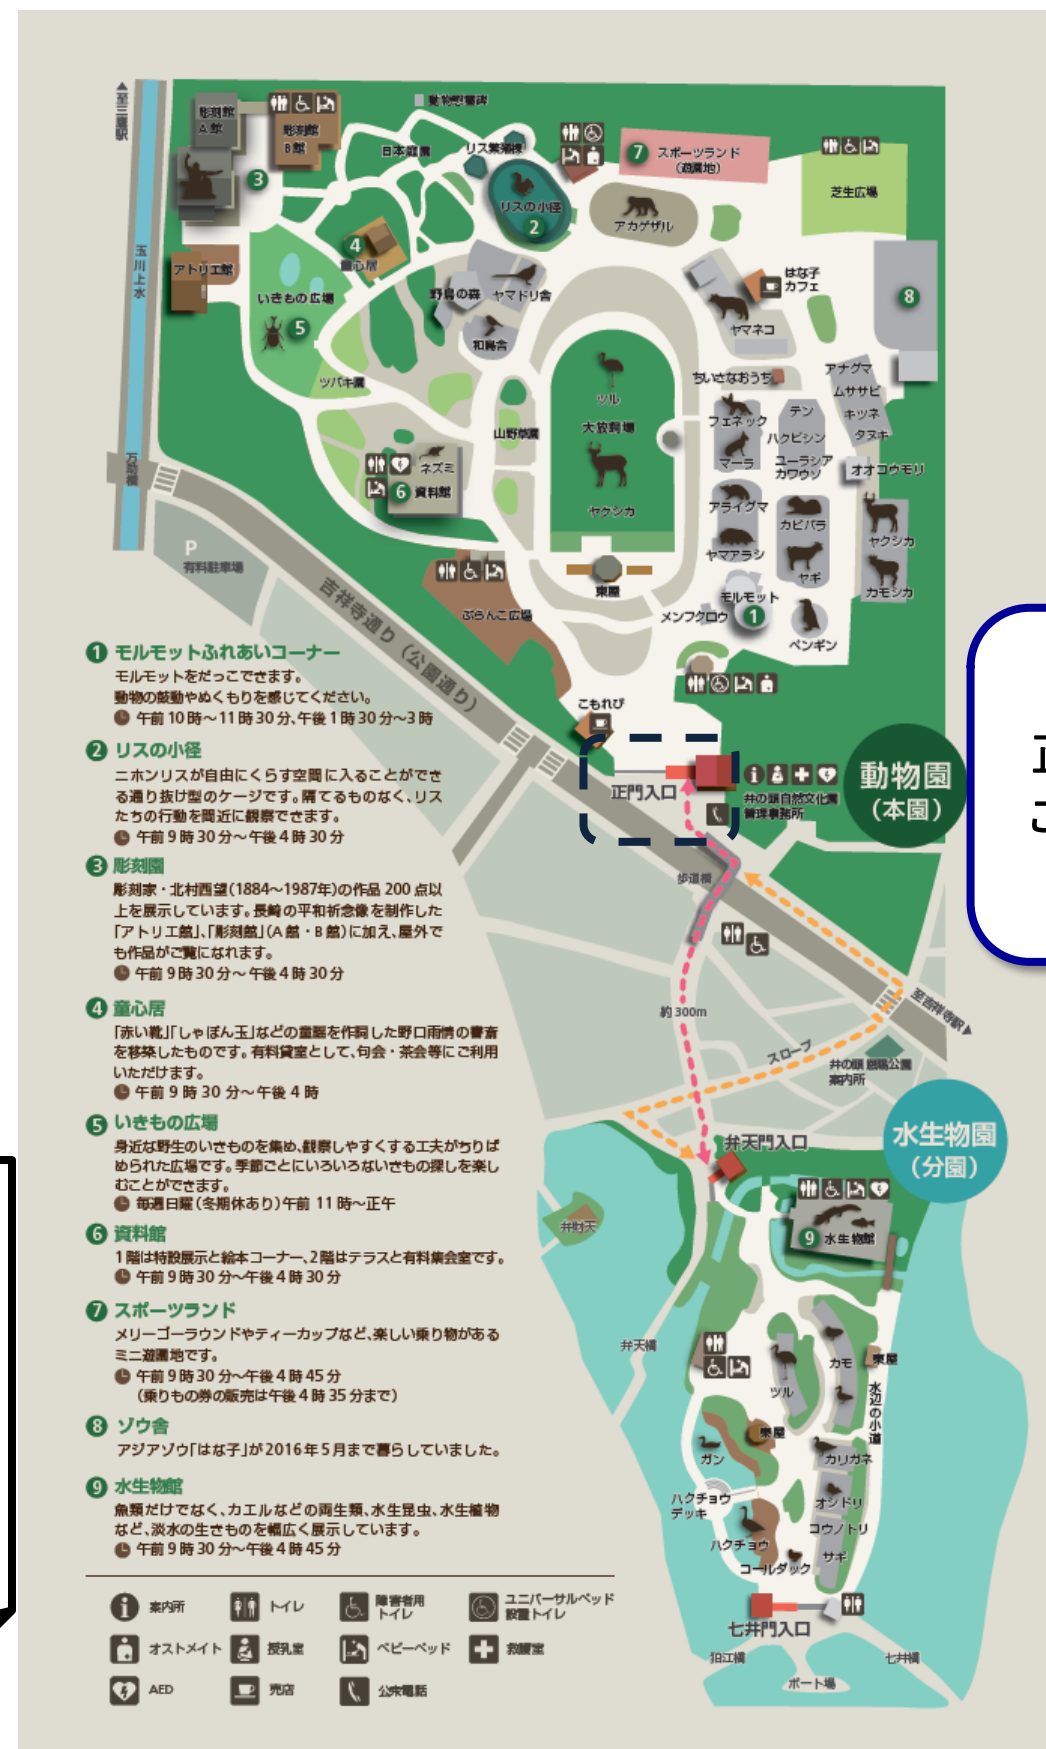 至三鷹駅
玉川上水
万助橋
彫刻館
A館
彫刻館
B館
3
動物慰霊碑
日本庭園
リス繁殖棟
リスの小径
2
7 スポーツランド
（遊園地）
アカゲザル
芝生広場
アトリエ館
4
童心居
いきもの広場
5
野鳥の森
ヤマドリ舎
和鳥舎
はな子
カフェ
ヤマネコ
8
ツバキ園
ツル
大放飼場
ヤクシカ
山野草園
ちいさなおうち
アナグマ
ムササビ
キツネ
タヌキ
フェネック
テン
ハクビシン
マーラ
ユーラシア
カワウソ
オオコウモリ
ネズミ
6 資料館
アライグマ
カピバラ
ヤクシカ
ヤマアラシ
ヤギ
カモシカ
P
有料駐車場
東屋
モルモット
1
メンフクロウ
ペンギン
ぶらんこ広場
吉祥寺通り（公園通り）
こもれび
正門入口
井の頭自然文化園
管理事務所
動物園
（本園）
歩道橋
約300m
至吉祥寺駅
スロープ
井の頭恩賜公園
案内所
弁天門入口
水生物園
（分園）
9 水生物館
弁財天
弁天橋
カモ
東屋
ツル
水辺の小道
東屋
ガン
カリガネ
ハクチョウ
デッキ
オシドリ
コウノトリ
ハクチョウ
サギ
コールダック
七井門入口
狛江橋
七井橋
ボート場
1 モルモットふれあいコーナー
モルモットをだっこできます。
動物の鼓動やぬくもりを感じてください。
午前10時～11時30分、午後1時30分～3時
2 リスの小径
ニホンリスが自由にくらす空間に入ることができ
る通り抜け型のケージです。隔てるものなく、リス
たちの行動を間近に観察できます。
午前9時30分～午後4時30分
3 彫刻園
彫刻家・北村西望（1884～1987年）の作品200点以
上を展示しています。長崎の平和祈念像を制作した
「アトリエ館」、「彫刻館」（A館・B館）に加え、屋外で
も作品がご覧になれます。
午前9時30分～午後4時30分
4 童心居
「赤い靴」「しゃぼん玉」などの童謡を作詞した野口雨情の書斎
を移築したものです。有料貸室として、句会・茶会等にご利用
いただけます。
午前9時30分～午後4時
5 いきもの広場
身近な野生のいきものを集め、観察しやすくする工夫がちりば
められた広場です。季節ごとにいろいろないきもの探しを楽し
むことができます。
毎週日曜（冬期休あり）午前11時～正午
6 資料館
1階は特設展示と絵本コーナー、2階はテラスと有料集会室です。
午前9時30分～午後4時30分
7 スポーツランド
メリーゴーラウンドやティーカップなど、楽しい乗り物がある
ミニ遊園地です。
午前9時30分～午後4時45分
（乗りもの券の販売は午後4時35分まで）
8 ゾウ舎
アジアゾウ「はな子」が2016年5月まで暮らしていました。
9 水生物館
魚類だけでなく、カエルなどの両生類、水生昆虫、水生植物
など、淡水の生きものを幅広く展示しています。
午前9時30分～午後4時45分
案内所
トイレ
障害者用
トイレ
ユニバーサルベッド
設置トイレ
オストメイト
授乳室
ベビーベッド
救護室
AED
売店
公衆電話